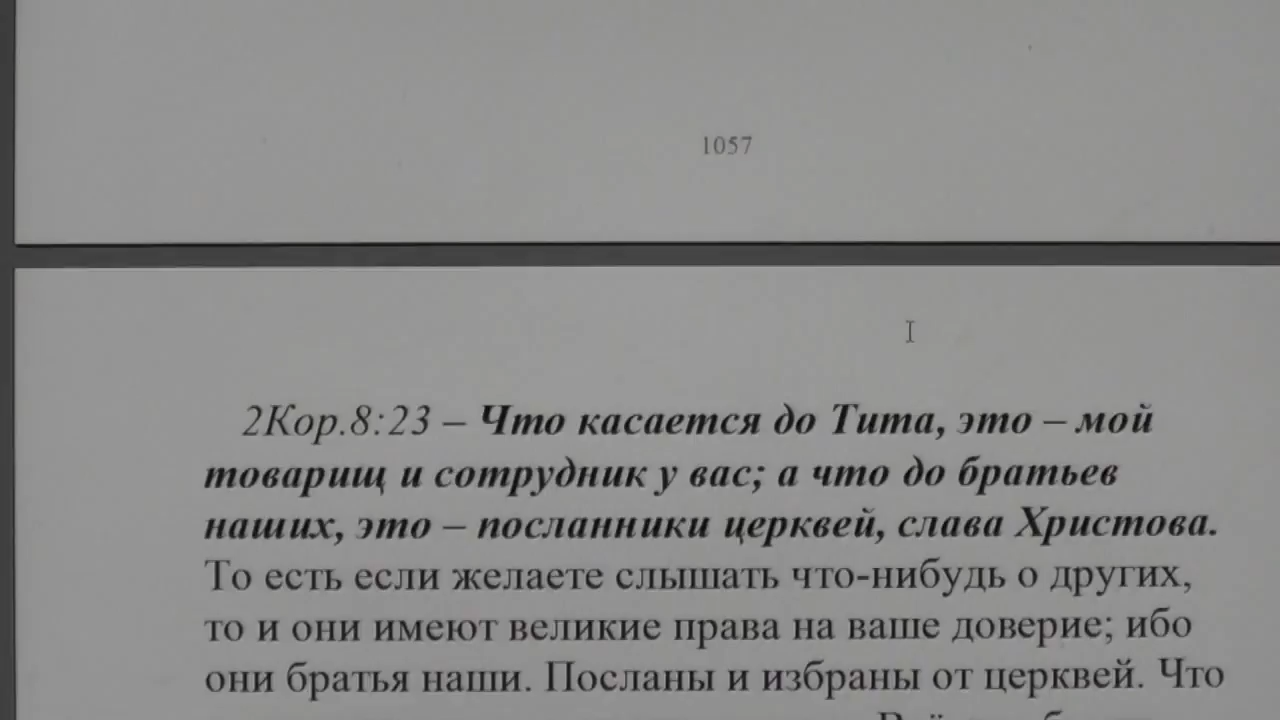 1057
2Кор.8:23 – Что касается до Тита, это – мой
товарищ и сотрудник у вас; а что до братьев
наших, это – посланники церквей, слава Христова.
То есть если желаете слышать что-нибудь о других,
то и они имеют великие права на ваше доверие; ибо
они братья наши. Посланы и избраны от церквей. Что